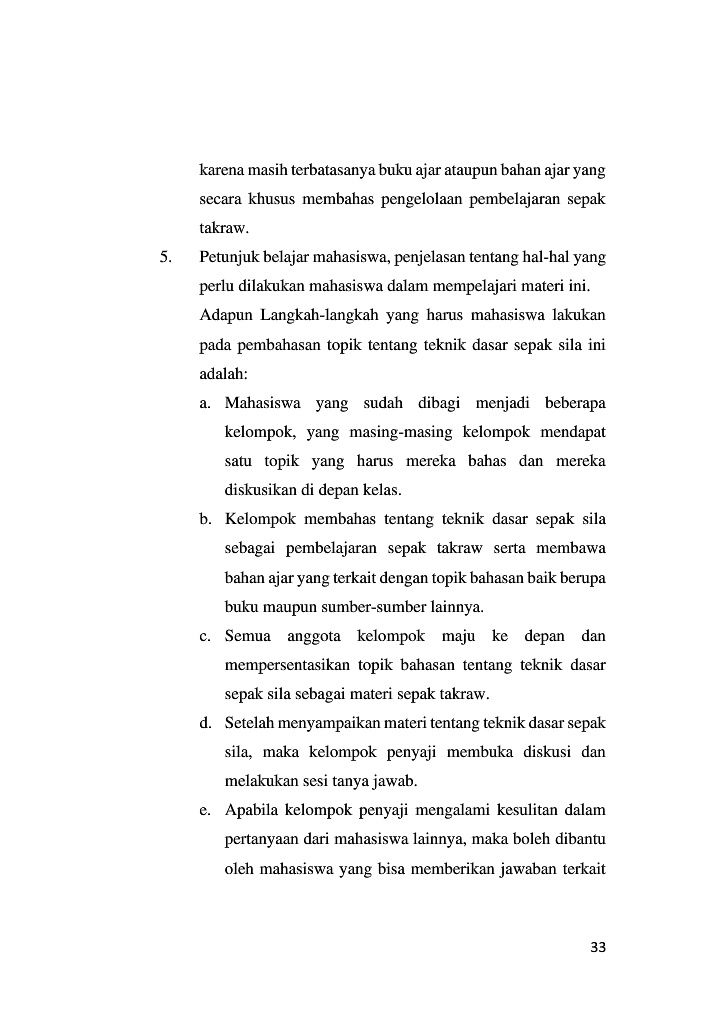 karena masih terbatasanya buku ajar ataupun bahan ajar yang
secara khusus membahas pengelolaan pembelajaran sepak
takraw.
5. Petunjuk belajar mahasiswa, penjelasan tentang hal-hal yang
perlu dilakukan mahasiswa dalam mempelajari materi ini.
Adapun Langkah-langkah yang harus mahasiswa lakukan
pada pembahasan topik tentang teknik dasar sepak sila ini
adalah:
a. Mahasiswa yang sudah dibagi menjadi beberapa
kelompok, yang masing-masing kelompok mendapat
satu topik yang harus mereka bahas dan mereka
diskusikan di depan kelas.
b. Kelompok membahas tentang teknik dasar sepak sila
sebagai pembelajaran sepak takraw serta membawa
bahan ajar yang terkait dengan topik bahasan baik berupa
buku maupun sumber-sumber lainnya.
c. Semua anggota kelompok maju ke depan dan
mempersentasikan topik bahasan tentang teknik dasar
sepak sila sebagai materi sepak takraw.
d. Setelah menyampaikan materi tentang teknik dasar sepak
sila, maka kelompok penyaji membuka diskusi dan
melakukan sesi tanya jawab.
e. Apabila kelompok penyaji mengalami kesulitan dalam
pertanyaan dari mahasiswa lainnya, maka boleh dibantu
oleh mahasiswa yang bisa memberikan jawaban terkait
33